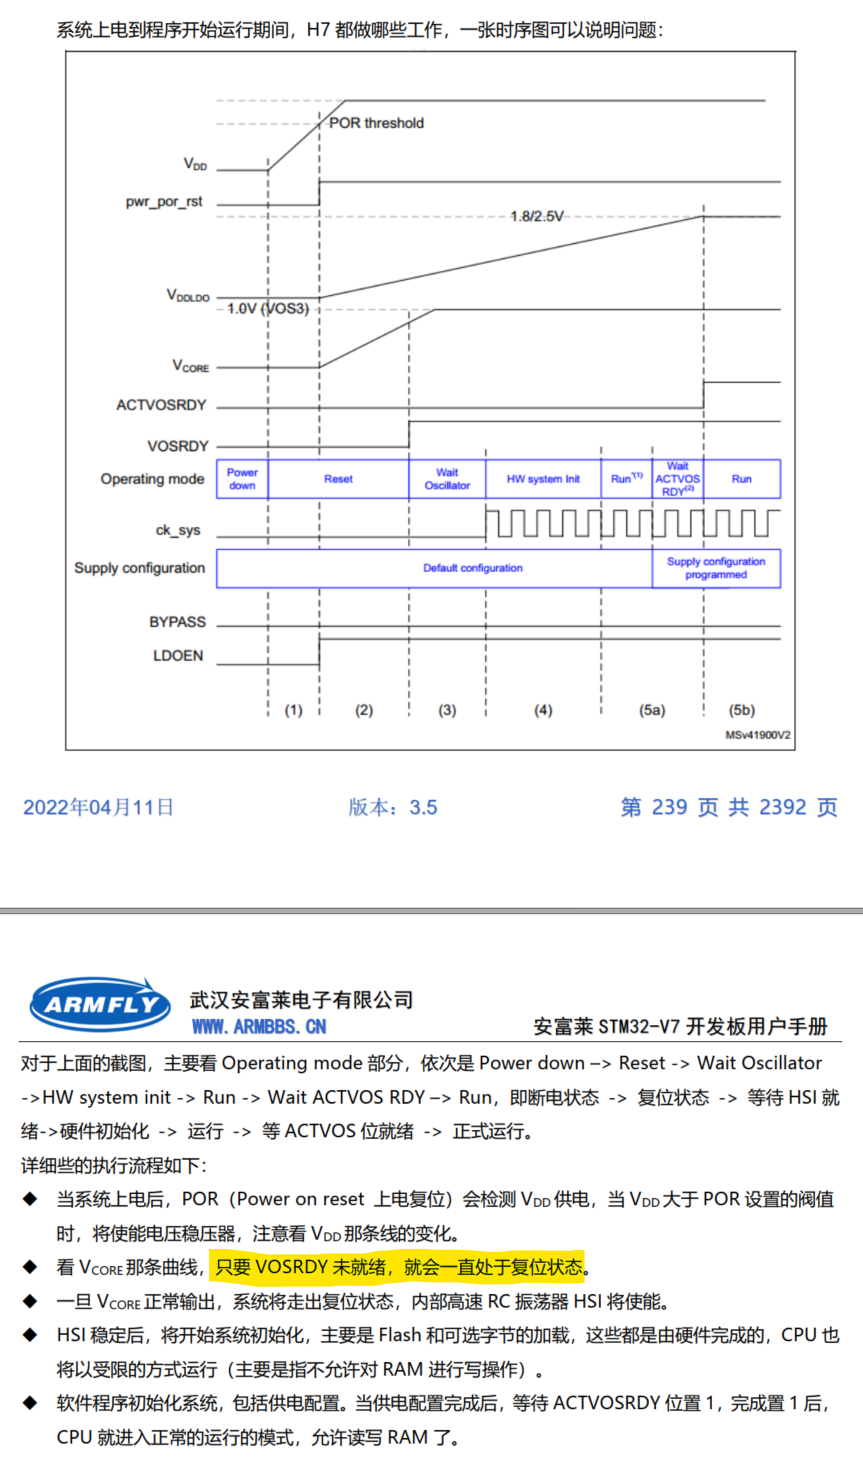 系统上电到程序开始运行期间，H7 都做哪些工作，一张时序图可以说明问题：
POR threshold
VDD
pwr_por_rst
1.8/2.5V
VDDLDO
1.0V (VOS3)
VCORE
ACTVOSRDY
VOSRDY
Operating mode
Power down
Reset
Wait Oscillator
HW system Init
Run*(1)
Wait ACTVOS RDY(2)
Run
ck_sys
Supply configuration
Default configuration
Supply configuration programmed
BYPASS
LDOEN
(1) (2) (3) (4) (5a) (5b)
MSv41900V2
2022年04月11日 版本：3.5 第 239 页 共 2392 页
ARMFLY
武汉安富莱电子有限公司
WWW.ARMBBS.CN
安富莱 STM32-V7 开发板用户手册
对于上面的截图，主要看 Operating mode 部分，依次是 Power down –> Reset -> Wait Oscillator
->HW system init -> Run -> Wait ACTVOS RDY –> Run，即断电状态 -> 复位状态 -> 等待 HSI 就
绪->硬件初始化 -> 运行 -> 等 ACTVOS 位就绪 -> 正式运行。
详细些的执行流程如下：
◆ 当系统上电后，POR（Power on reset 上电复位）会检测 VDD 供电，当 VDD 大于 POR 设置的阀值
时，将使能电压稳压器，注意看 VDD 那条线的变化。
◆ 看 VCORE 那条曲线，只要 VOSRDY 未就绪，就会一直处于复位状态。
◆ 一旦 VCORE 正常输出，系统将走出复位状态，内部高速 RC 振荡器 HSI 将使能。
◆ HSI 稳定后，将开始系统初始化，主要是 Flash 和可选字节的加载，这些都是由硬件完成的，CPU 也
将以受限的方式运行（主要是指不允许对 RAM 进行写操作）。
◆ 软件程序初始化系统，包括供电配置。当供电配置完成后，等待 ACTVOSRDY 位置 1，完成置 1 后，
CPU 就进入正常的运行的模式，允许读写 RAM 了。